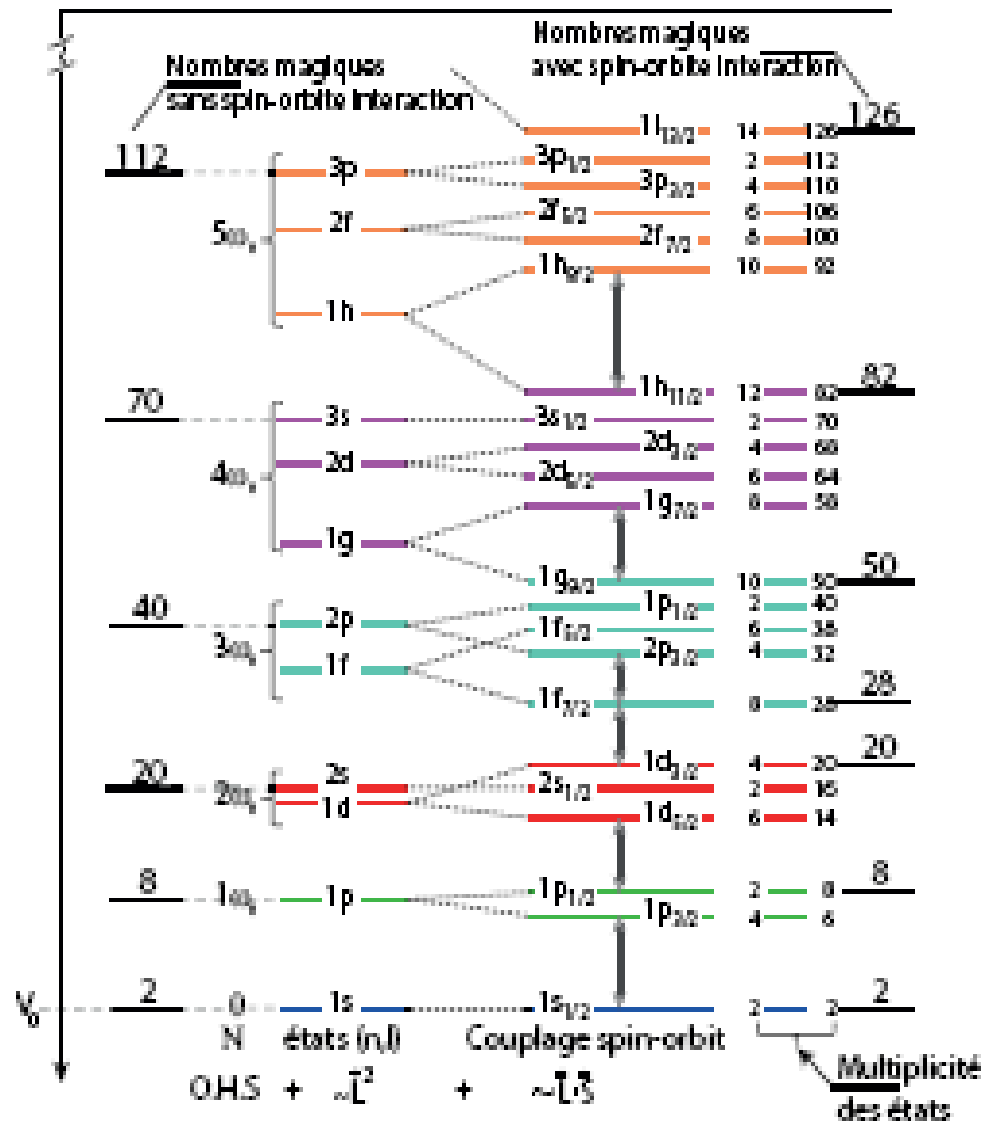 Nombres magiques
avec spin-orbite interaction
Nombres magiques
sans spin-orbite interaction
1i13/2 14 126 126
112 3p 3p1/2 2 112
3p3/2 4 110
2f 2f5/2 6 106
5ω0 2f7/2 8 100
1h9/2 10 92
1h
1h11/2 12 82 82
70 3s 3s1/2 2 70
2d3/2 4 68
4ω0 2d 2d5/2 6 64
1g7/2 8 58
1g
1g9/2 10 50 50
1p1/2 2 40
40 2p 1f5/2 6 38
3ω0 1f 2p3/2 4 32
1f7/2 8 28 28
1d3/2 4 20 20
20 2s 2s1/2 2 16
2ω0 1d 1d5/2 6 14
8 1ω0 1p 1p1/2 2 8 8
1p3/2 4 6
V0 2 0 1s 1s1/2 2 2 2
N états (n,l) Couplage spin-orbit
O.H.S + ~L² + ~L·S
Multiplicité
des états